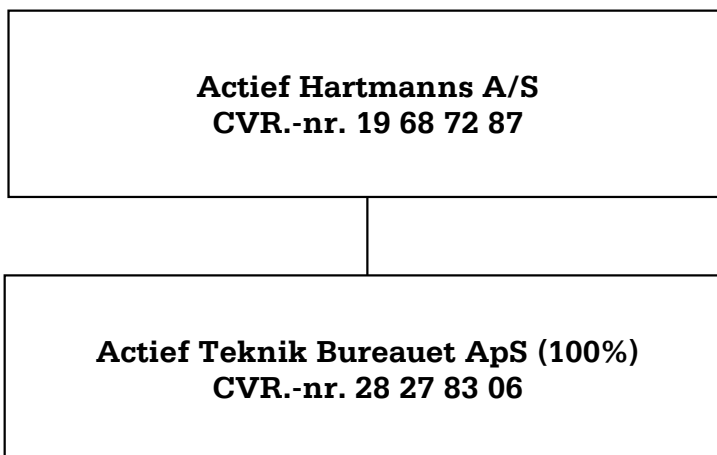 Actief Hartmanns A/S
CVR.-nr. 19 68 72 87
Actief Teknik Bureauet ApS (100%)
CVR.-nr. 28 27 83 06